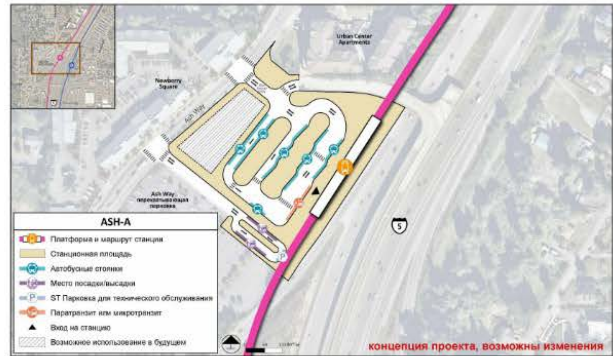 Urban Center
Apartments
Newberry
Square
Ash Way
Ash Way
перехватывающая
парковка
5
P
ASH-A
Платформа и маршрут станции
Станционная площадь
Автобусные стоянки
Место посадки/высадки
P ST Парковка для технического обслуживания
Паратранзит или микротранзит
Вход на станцию
Возможное использование в будущем
концепция проекта, возможны изменения